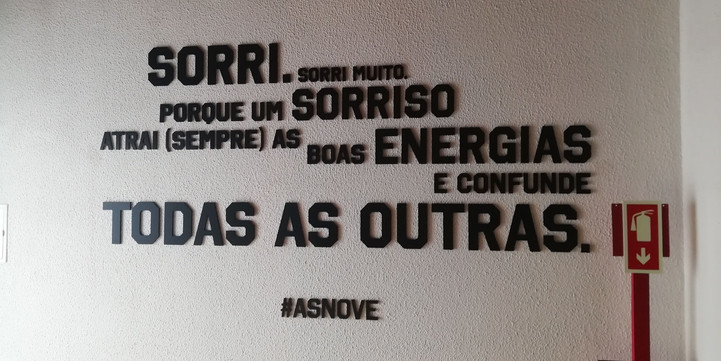 SORRI. SORRI MUITO.
PORQUE UM SORRISO
ATRAI (SEMPRE) AS BOAS ENERGIAS
E CONFUNDE
TODAS AS OUTRAS.
#ASNOVE